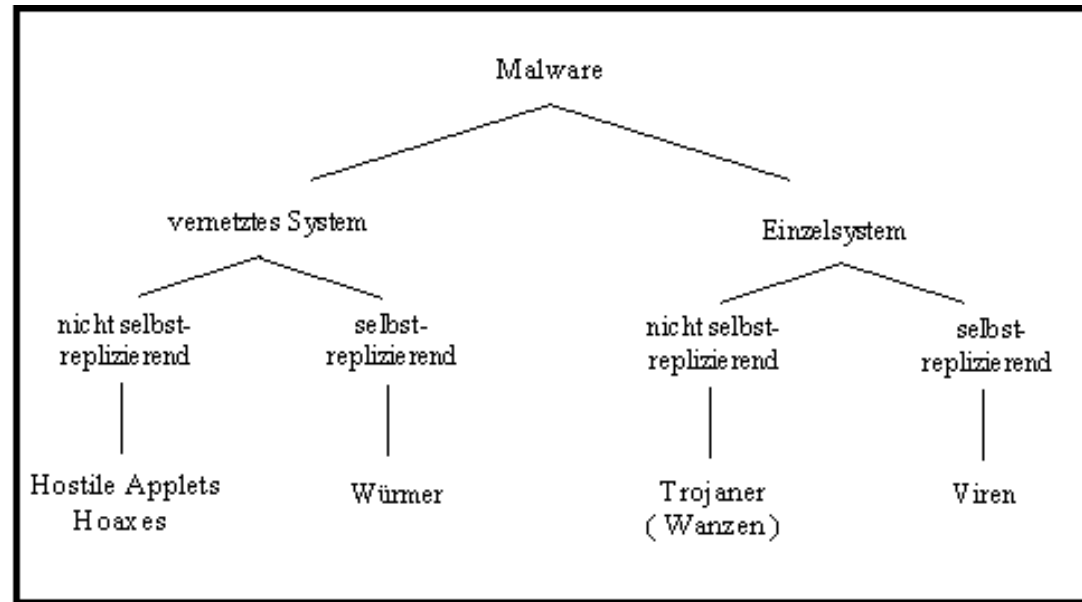 Malware
vernetztes System
Einzelsystem
nicht selbst-
replizierend
selbst-
replizierend
nicht selbst-
replizierend
selbst-
replizierend
Hostile Applets
Hoaxes
Würmer
Trojaner
( Wanzen )
Viren